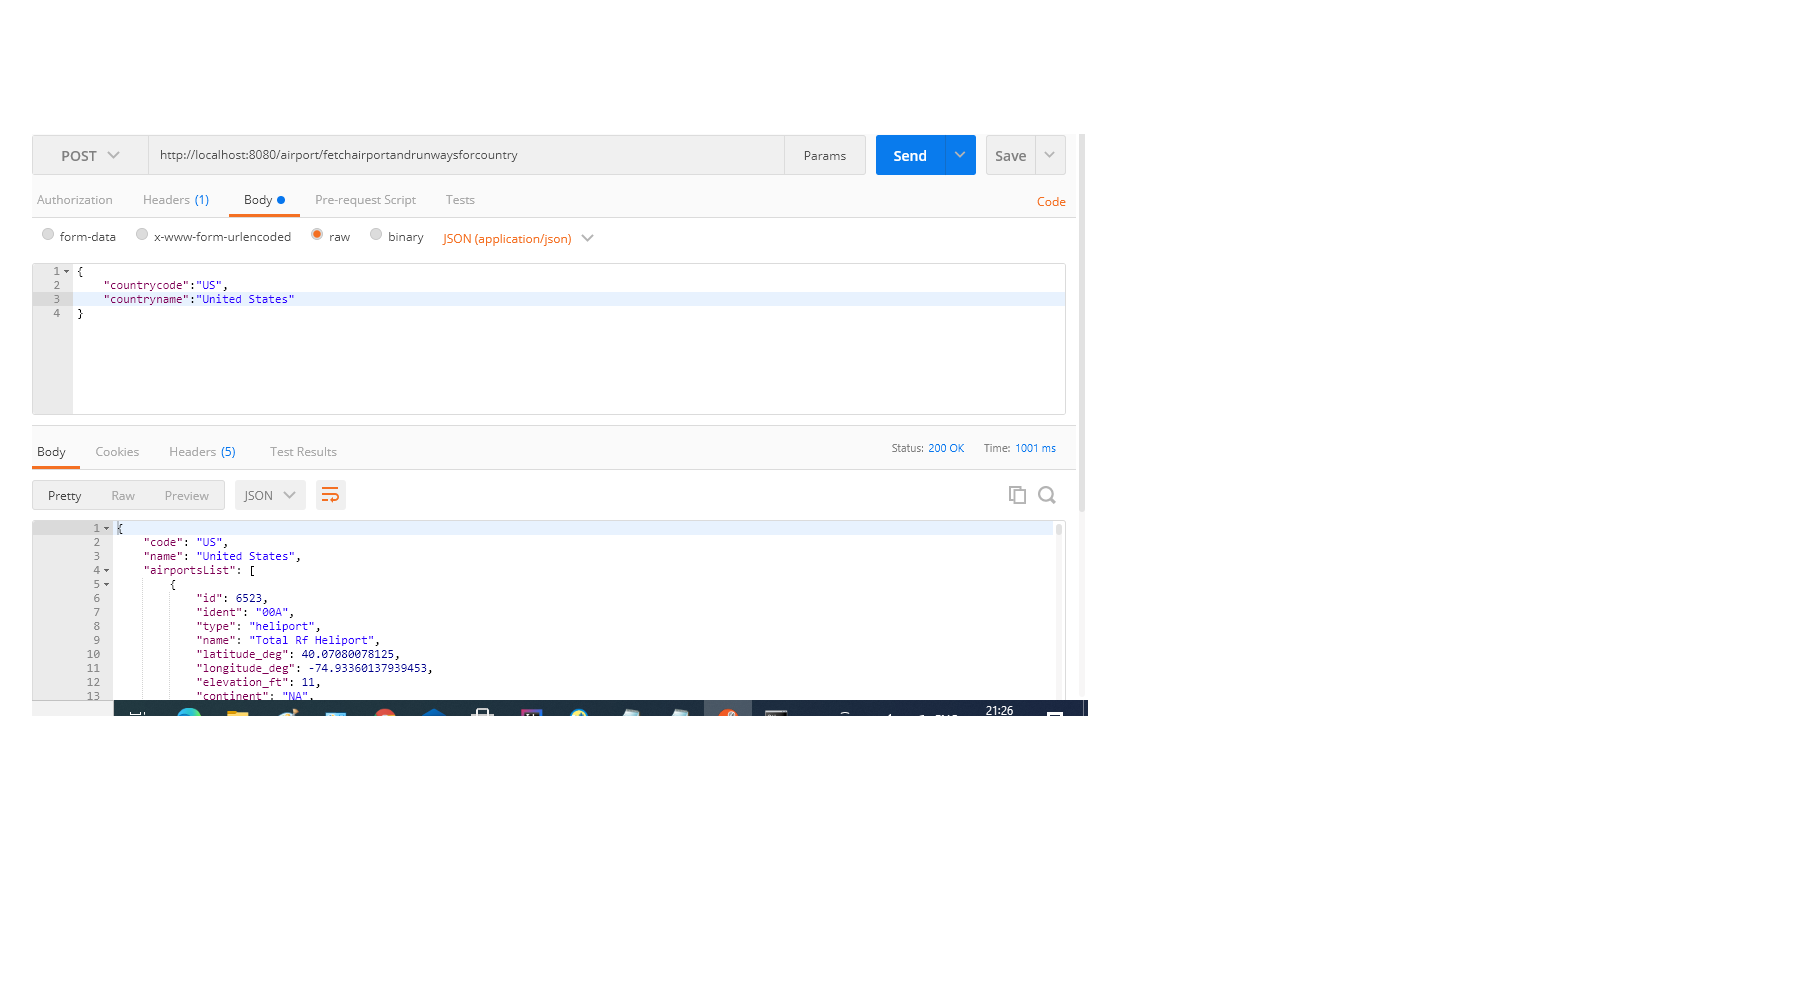 POST http://localhost:8080/airport/fetchairportandrunwaysforcountry Params Send Save
Authorization Headers (1) Body Pre-request Script Tests Code
form-data x-www-form-urlencoded raw binary JSON (application/json)
1 {
2 "countrycode":"US",
3 "countryname":"United States"
4 }
Body Cookies Headers (5) Test Results Status: 200 OK Time: 1001 ms
Pretty Raw Preview JSON
1 {
2 "code": "US",
3 "name": "United States",
4 "airportsList": [
5 {
6 "id": 6523,
7 "ident": "00A",
8 "type": "heliport",
9 "name": "Total Rf Heliport",
10 "latitude_deg": 40.07080078125,
11 "longitude_deg": -74.93360137939453,
12 "elevation_ft": 11,
13 "continent": "NA",
21:26